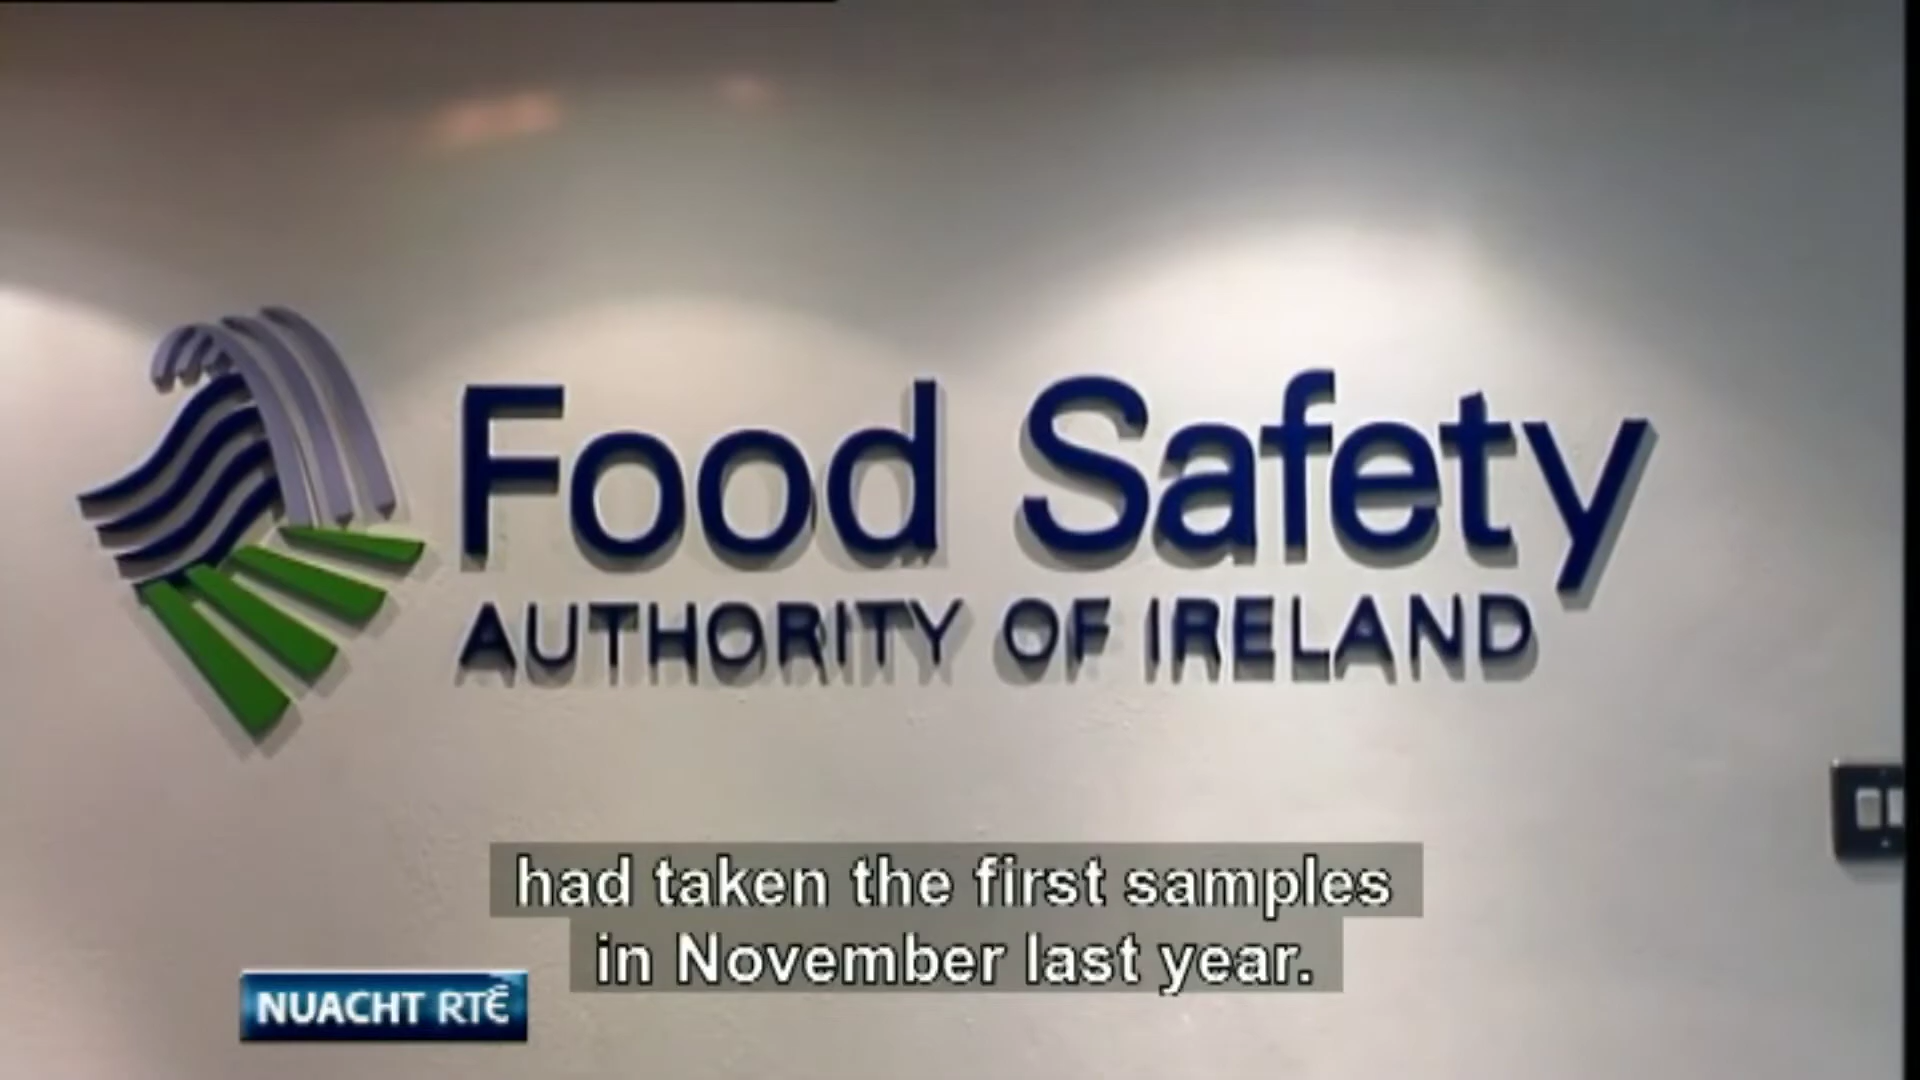 Food Safety
AUTHORITY OF IRELAND
had taken the first samples
in November last year.
NUACHT RTÉ